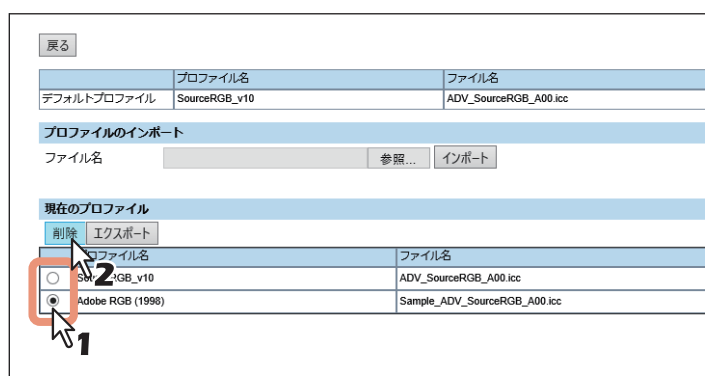 戻る
プロファイル名 ファイル名
デフォルトプロファイル SourceRGB_v10 ADV_SourceRGB_A00.icc
プロファイルのインポート
ファイル名 参照... インポート
現在のプロファイル
削除 エクスポート
プロファイル名 ファイル名
2
SourceRGB_v10 ADV_SourceRGB_A00.icc
Adobe RGB (1998) Sample_ADV_SourceRGB_A00.icc
1